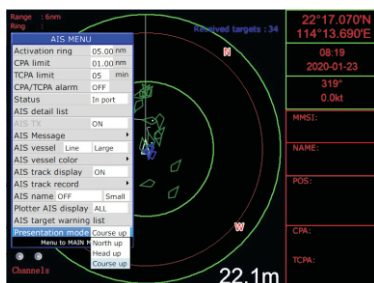 Range : 6nm
Ring :
Received targets : 34
AIS MENU
Activation ring 05.00 nm
CPA limit 01.00 nm
TCPA limit 05 min
CPA/TCPA alarm OFF
Status In port
AIS detail list
AIS TX ON
AIS Message
AIS vessel Line Large
AIS vessel color
AIS track display ON
AIS track record
AIS name OFF Small
Plotter AIS display ALL
AIS target warning list
Presentation mode Course up
North up
Head up
Course up
Menu to MAIN M
Channels
N
W
22.1m
22°17.070'N
114°13.690'E
08:19
2020-01-23
319°
0.0kt
MMSI:
NAME:
POS:
CPA:
TCPA: